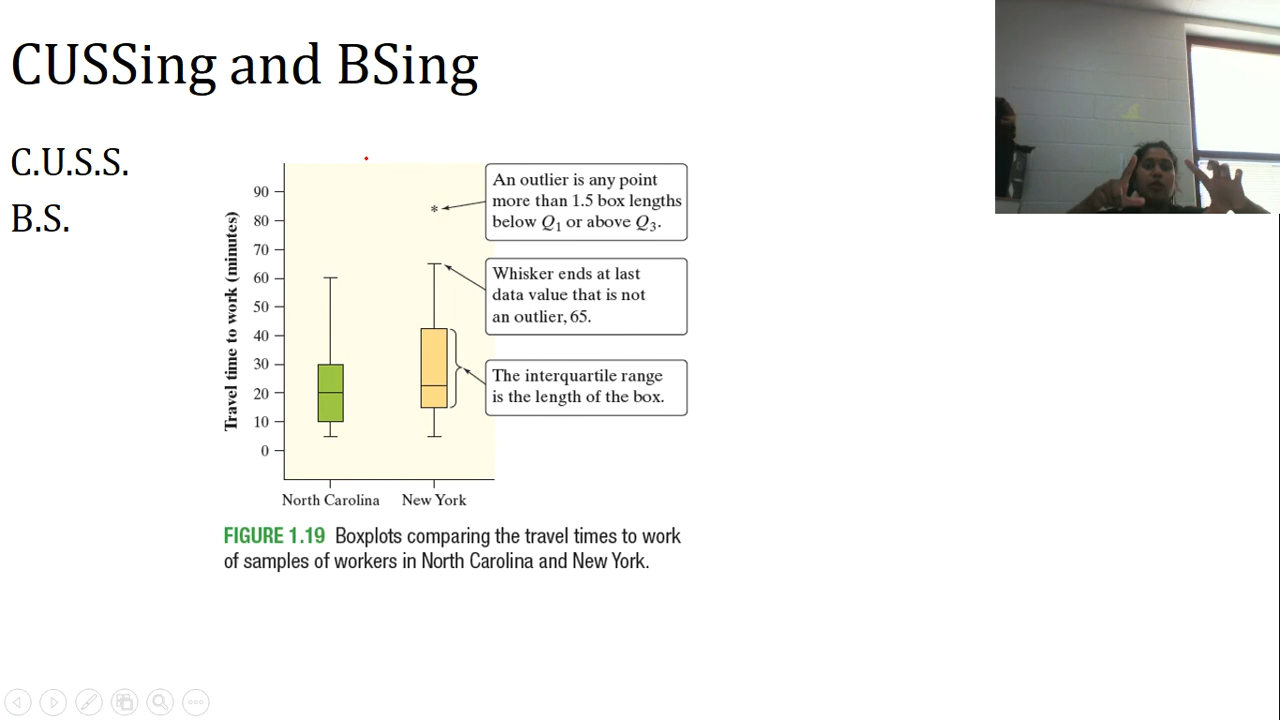 CUSSing and BSing
C.U.S.S.
B.S.
Travel time to work (minutes)
90
80
70
60
50
40
30
20
10
0
*
An outlier is any point
more than 1.5 box lengths
below Q₁ or above Q₃.
Whisker ends at last
data value that is not
an outlier, 65.
The interquartile range
is the length of the box.
North Carolina
New York
FIGURE 1.19 Boxplots comparing the travel times to work
of samples of workers in North Carolina and New York.